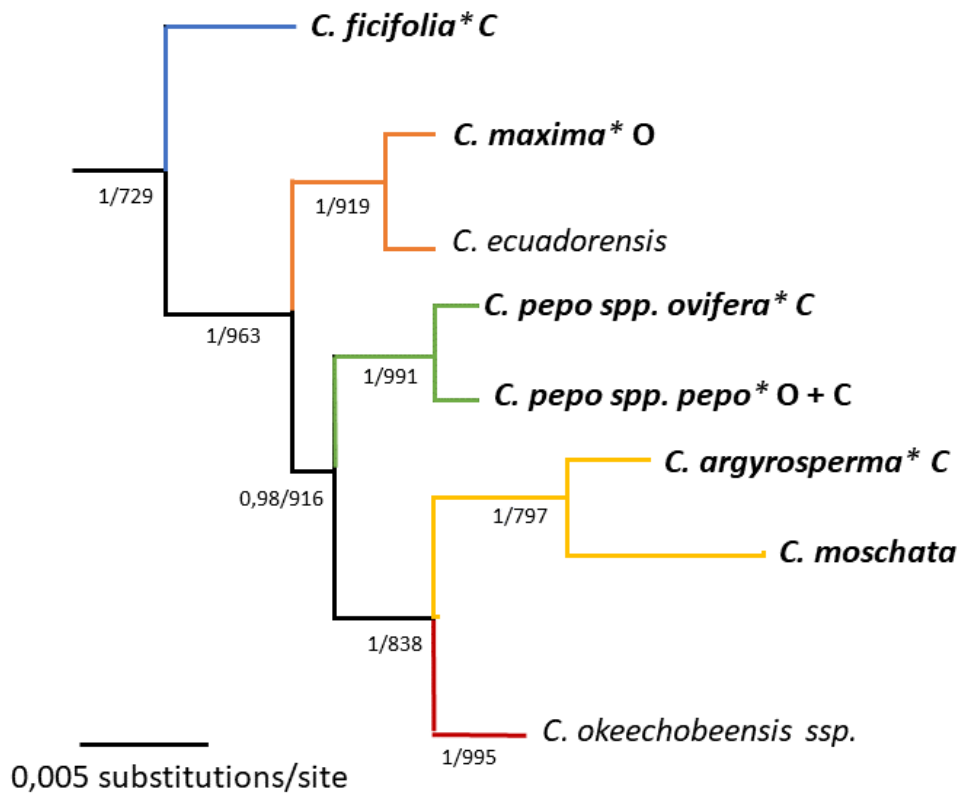 C. ficifolia* C
C. maxima* O
1/729
1/919
C. ecuadorensis
C. pepo spp. ovifera* C
1/963
1/991
C. pepo spp. pepo* O + C
C. argyrosperma* C
0,98/916
1/797
C. moschata
1/838
C. okeechobeensis ssp.
1/995
0,005 substitutions/site